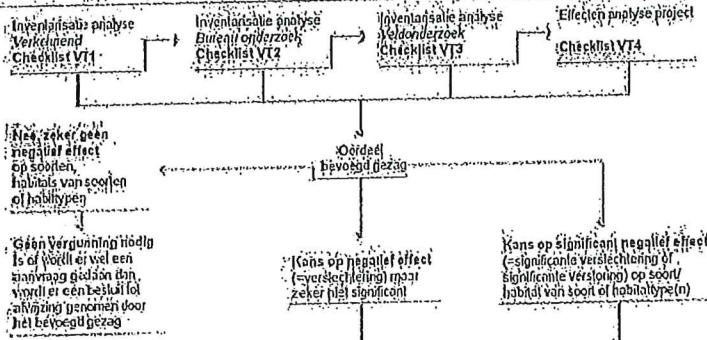 Inventarisatie analyse
Verkennend
Checklist VT1
Inventarisatie analyse
Bureau onderzoek
Checklist VT2
Inventarisatie analyse
Veldonderzoek
Checklist VT3
Effecten analyse project
Checklist VT4
Oordeel
bevoegd gezag
Nee, zeker geen
negatief effect
op soorten,
habitats van soorten
of habitypen
Geen vergunning nodig
is of wordt er wel een
aanvraag gedaan dan
wordt er een besluit tot
afwijzing genomen door
het bevoegd gezag
Kans op negatief effect
(=verslechtering) maar
zeker niet significant
Kans op significant negatief effect
(=significante verslechtering of
significante verstoring) op soort/
habitat van soort of habitattype(n)